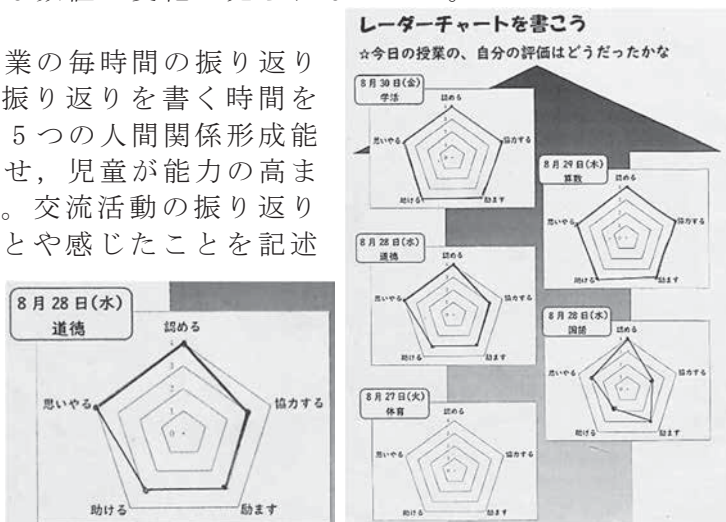 業の毎時間の振り返り
振り返りを書く時間を
5つの人間関係形成能
せ，児童が能力の高ま
。交流活動の振り返り
とや感じたことを記述
8月28日(水)
道徳
認める
思いやる
協力する
助ける
励ます
4
3
2
1
0
レーダーチャートを書こう
☆今日の授業の、自分の評価はどうだったかな
8月30日(金)
学活
認める
思いやる
協力する
助ける
励ます
8月29日(木)
算数
認める
思いやる
協力する
助ける
励ます
8月28日(水)
道徳
認める
思いやる
協力する
助ける
励ます
8月28日(水)
国語
認める
思いやる
協力する
助ける
励ます
8月27日(火)
体育
認める
思いやる
協力する
助ける
励ます